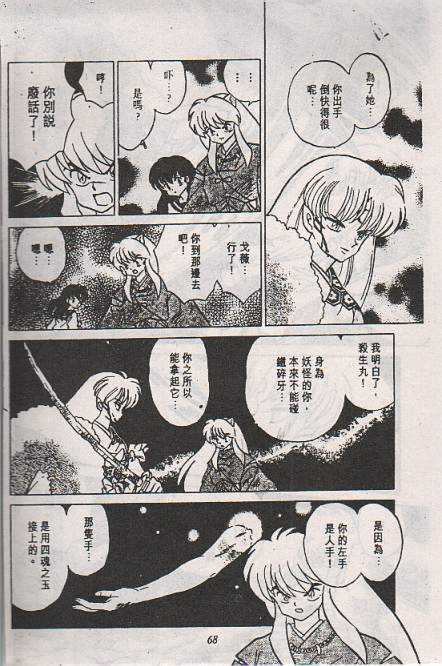 為了她…
你出手
倒快得很
呢…
……
吓…?
是嗎?
哼!
你別說
廢話了!
戈薇…
行了!
你到那邊去
吧!
嗯…
嗯…
我明白了,
殺生丸!
身為
妖怪的你,
本來不能碰
鐵碎牙…
你之所以
能拿起它…
是因為…
你的左手
是人手!
那隻手…
是用四魂之玉
接上的。
68